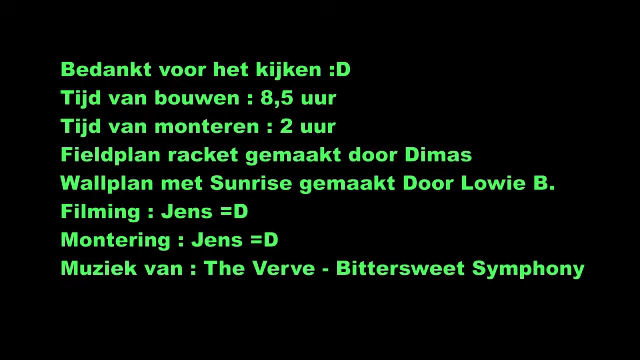 Bedankt voor het kijken :D
Tijd van bouwen : 8,5 uur
Tijd van monteren : 2 uur
Fieldplan racket gemaakt door Dimas
Wallplan met Sunrise gemaakt Door Lowie B.
Filming : Jens =D
Montering : Jens =D
Muziek van : The Verve - Bittersweet Symphony